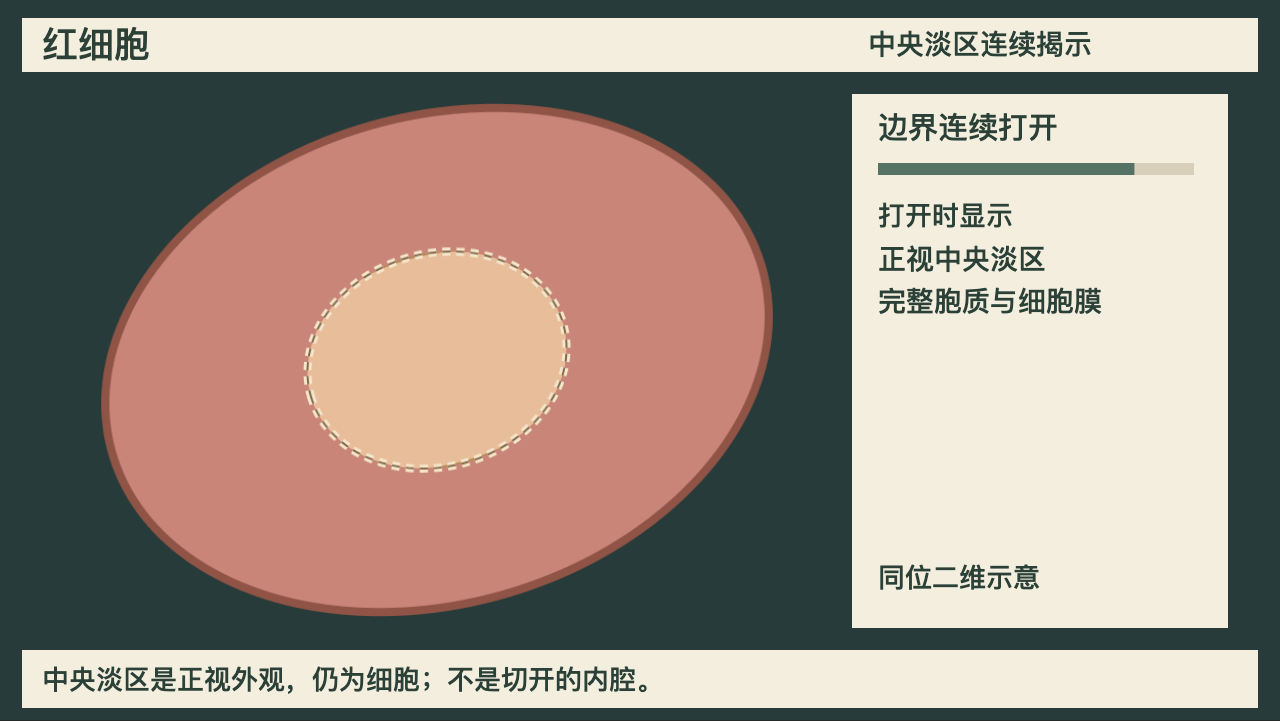 红细胞
中央淡区连续揭示
边界连续打开
打开时显示
正视中央淡区
完整胞质与细胞膜
同位二维示意
中央淡区是正视外观，仍为细胞；不是切开的内腔。